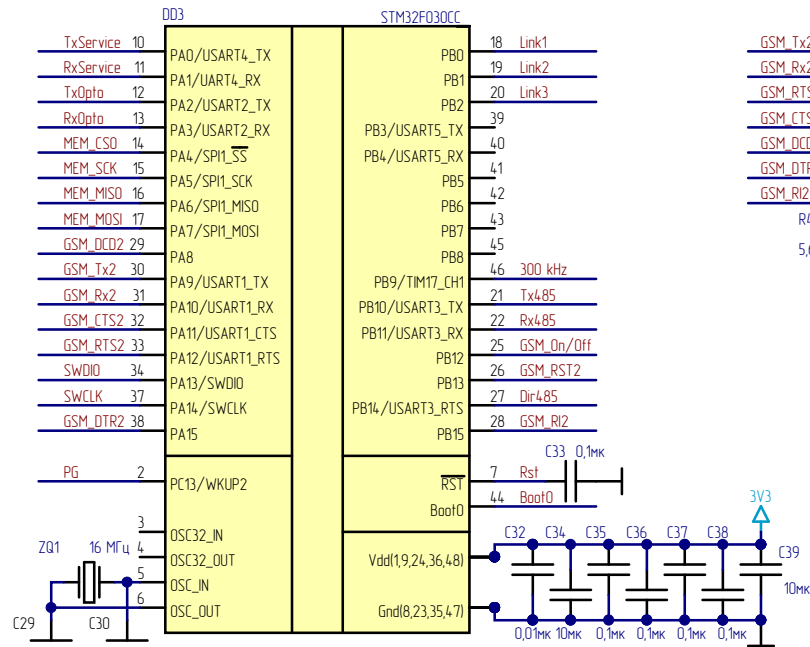 DD3 STM32F030CC
TxService 10 PA0/USART4_TX
RxService 11 PA1/UART4_RX
TxOpto 12 PA2/USART2_TX
RxOpto 13 PA3/USART2_RX
MEM_CS0 14 PA4/SPI1_SS
MEM_SCK 15 PA5/SPI1_SCK
MEM_MISO 16 PA6/SPI1_MISO
MEM_MOSI 17 PA7/SPI1_MOSI
GSM_DCD2 29 PA8
GSM_Tx2 30 PA9/USART1_TX
GSM_Rx2 31 PA10/USART1_RX
GSM_CTS2 32 PA11/USART1_CTS
GSM_RTS2 33 PA12/USART1_RTS
SWDIO 34 PA13/SWDIO
SWCLK 37 PA14/SWCLK
GSM_DTR2 38 PA15
PG 2 PC13/WKUP2
3 OSC32_IN
4 OSC32_OUT
5 OSC_IN
6 OSC_OUT
ZQ1 16 МГц
C29 C30
PB0 18 Link1
PB1 19 Link2
PB2 20 Link3
PB3/USART5_TX 39
PB4/USART5_RX 40
PB5 41
PB6 42
PB7 43
PB8 45
PB9/TIM17_CH1 46 300 kHz
PB10/USART3_TX 21 Tx485
PB11/USART3_RX 22 Rx485
PB12 25 GSM_On/Off
PB13 26 GSM_RST2
PB14/USART3_RTS 27 Dir485
PB15 28 GSM_RI2
RST 7 Rst
C33 0,1мк
Boot0 44 Boot0
Vdd(1,9,24,36,48)
Gnd(8,23,35,47)
3V3
C32 C34 C35 C36 C37 C38 C39
10мк
0,01мк 10мк 0,1мк 0,1мк 0,1мк 0,1мк
GSM_Tx2
GSM_Rx2
GSM_RTS
GSM_CTS
GSM_DCD
GSM_DTR
GSM_RI2
R4